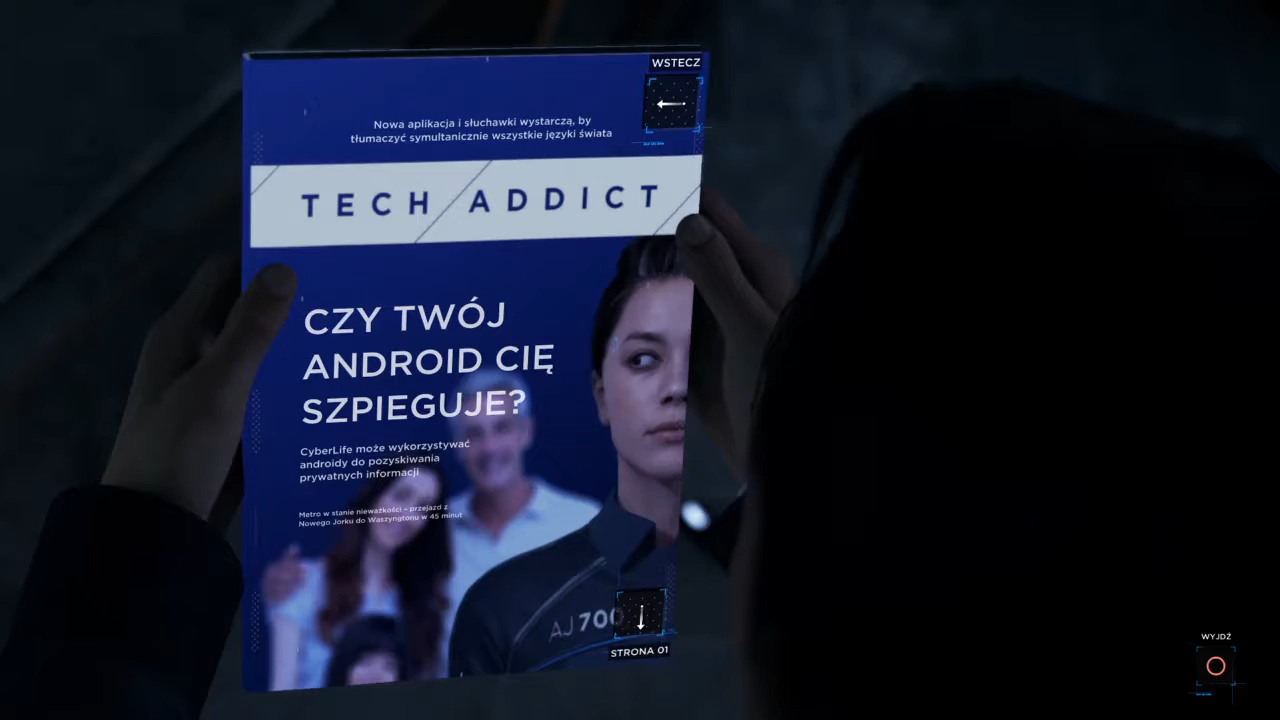 WSTECZ
Nowa aplikacja i słuchawki wystarczą, by
tłumaczyć symultanicznie wszystkie języki świata
TECH ADDICT
CZY TWÓJ
ANDROID CIĘ
SZPIEGUJE?
CyberLife może wykorzystywać
androidy do pozyskiwania
prywatnych informacji
Metro w stanie nieważkości – przejazd z
Nowego Jorku do Waszyngtonu w 45 minut
AJ 700
STRONA 01
WYJDŹ